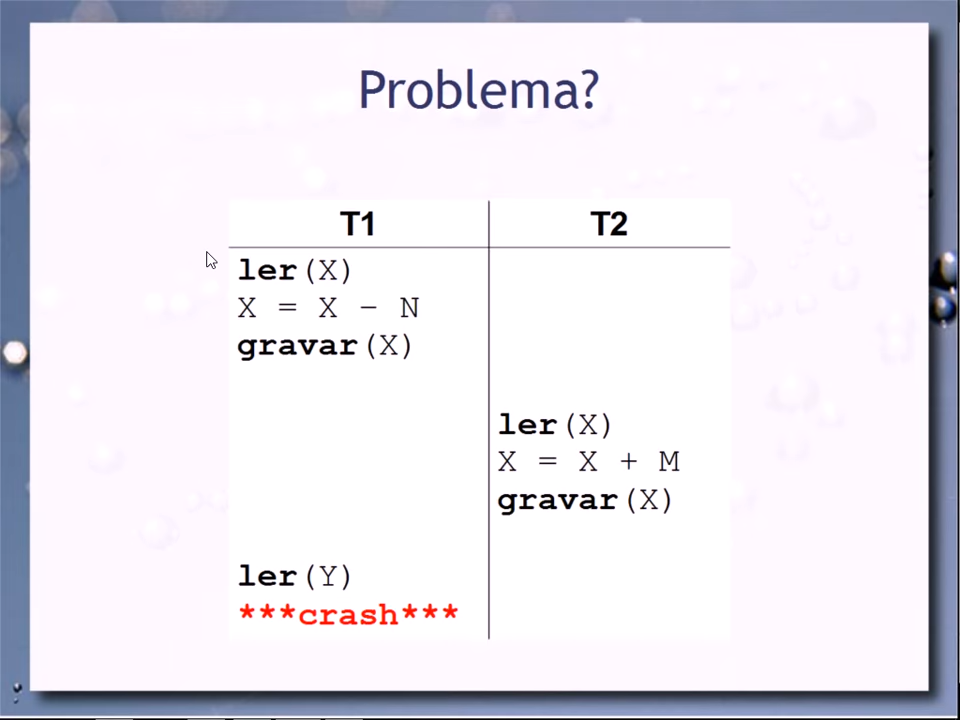 Problema?
T1 T2
ler(X)
X = X – N
gravar(X)
ler(X)
X = X + M
gravar(X)
ler(Y)
***crash***